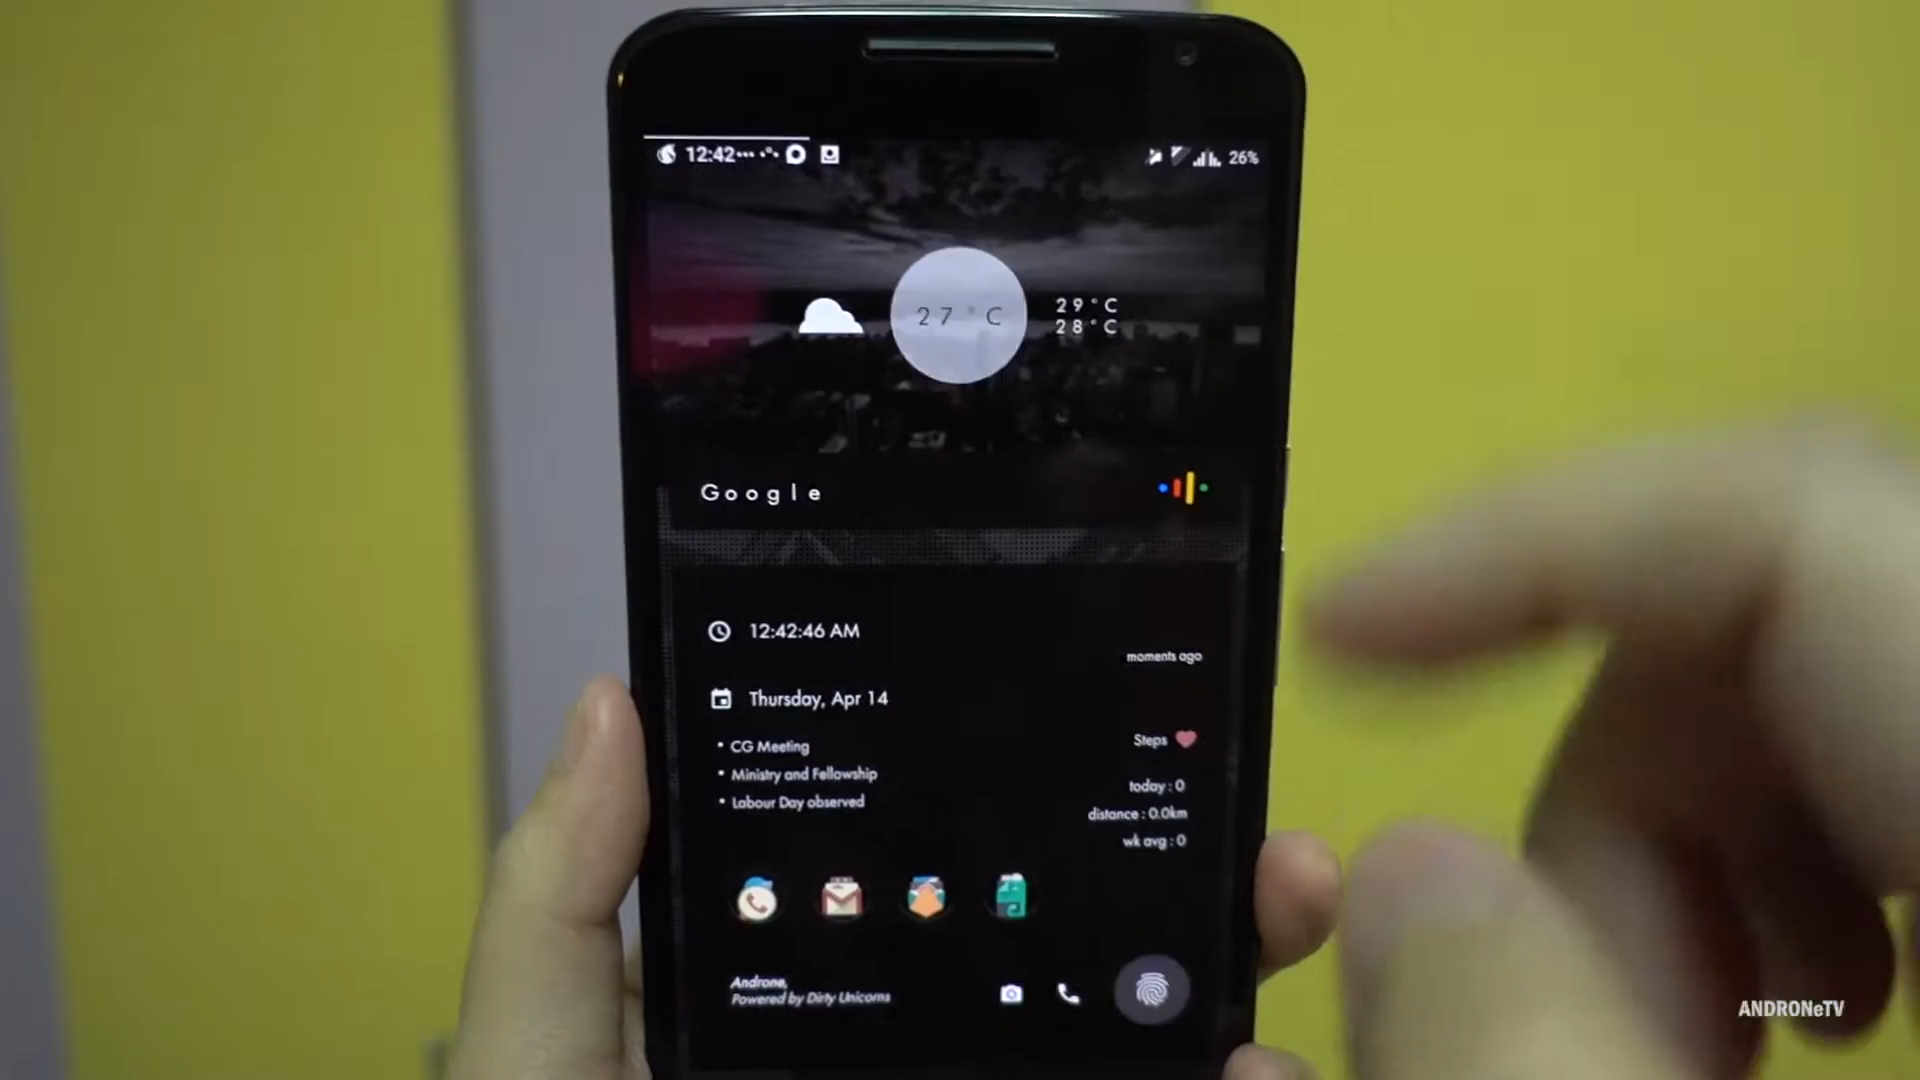 12:42
26%
27°C
29°C
28°C
Google
12:42:46 AM
moments ago
Thursday, Apr 14
• CG Meeting
• Ministry and Fellowship
• Labour Day observed
Steps
today : 0
distance : 0.0km
wk avg : 0
Androne,
Powered by Dirty Unicorns
ANDRONeTV